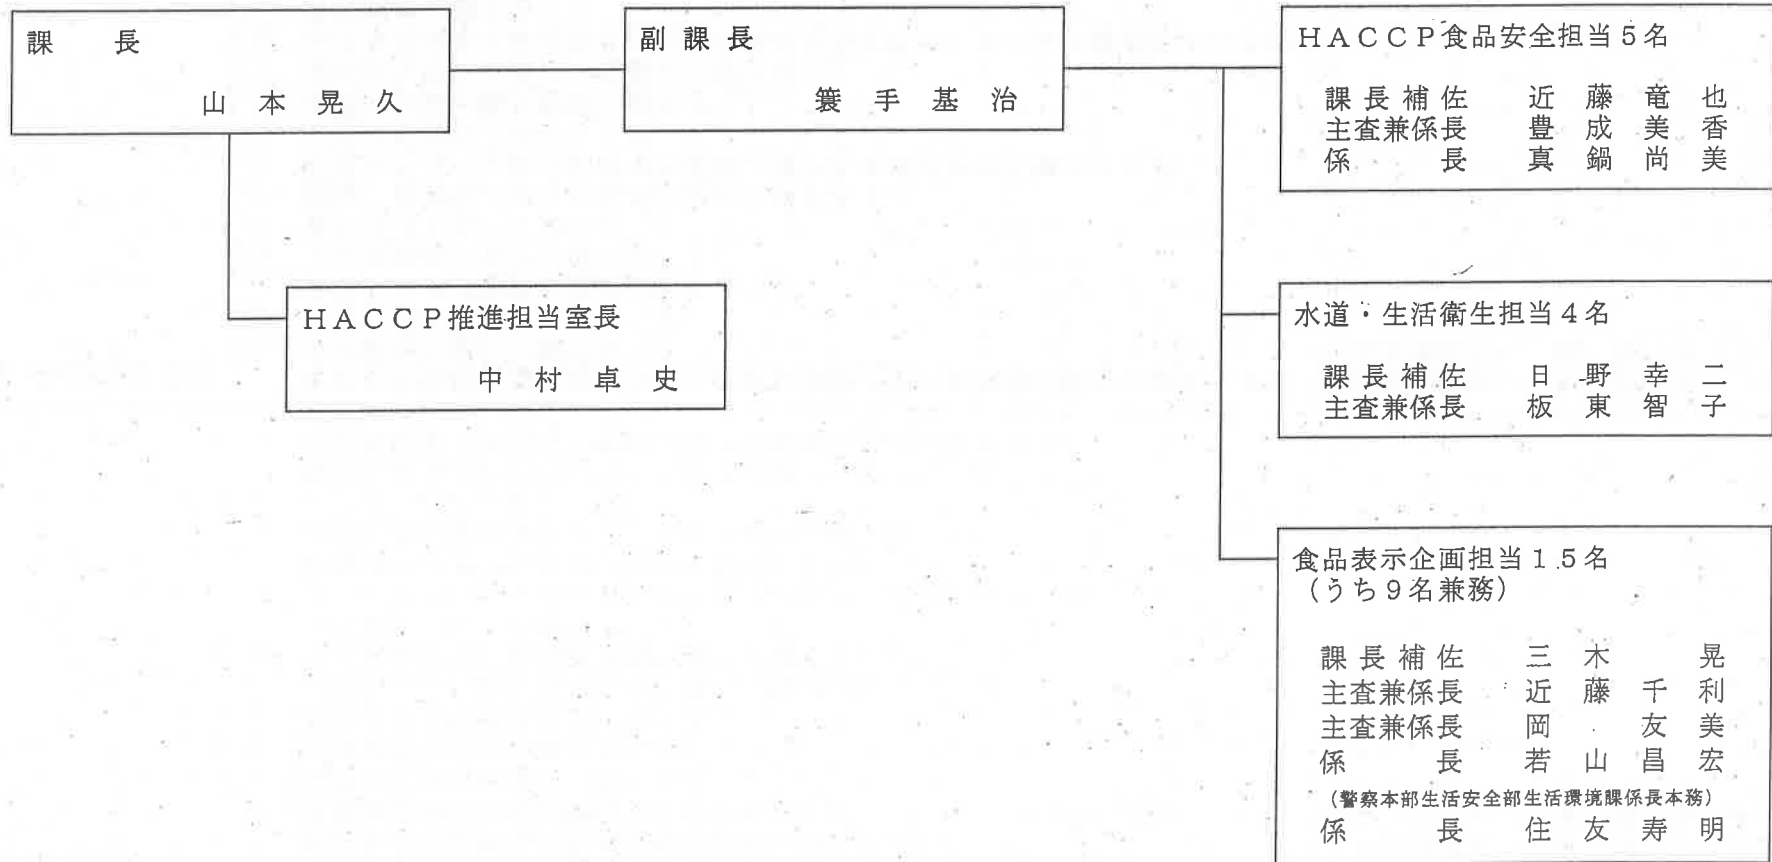 課長
山本晃久
副課長
簑手基治
HACCP推進担当室長
中村卓史
HACCP食品安全担当5名
課長補佐 近藤竜也
主査兼係長 豊成美香
係長 真鍋尚美
水道・生活衛生担当4名
課長補佐 日野幸二
主査兼係長 板東智子
食品表示企画担当15名
(うち9名兼務)
課長補佐 三木晃
主査兼係長 近藤千利
主査兼係長 岡友美
係長 若山昌宏
(警察本部生活安全部生活環境課係長本務)
係長 住友寿明